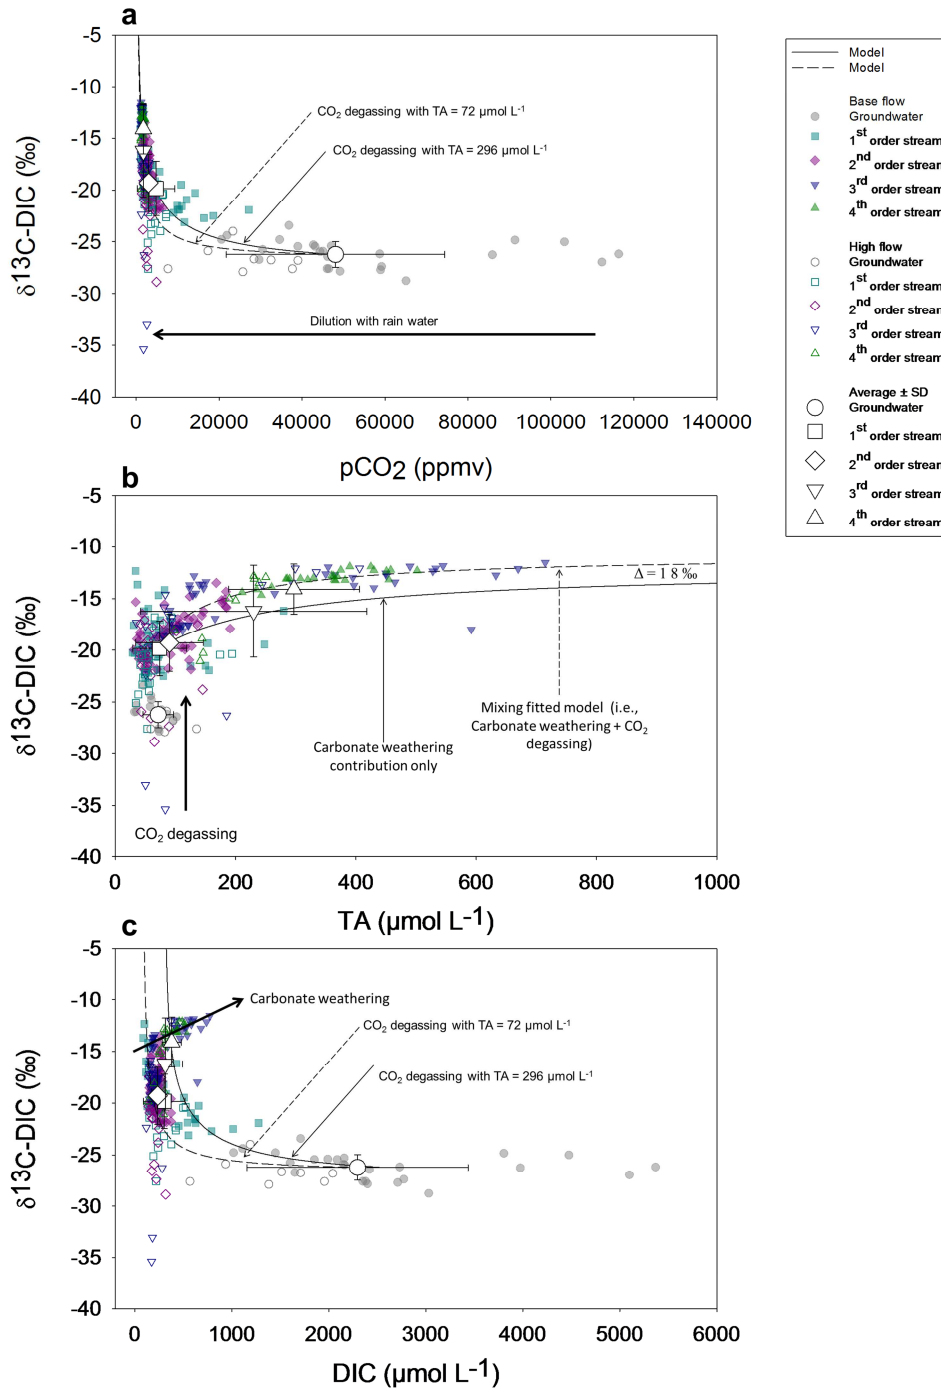 a
-5
-10
-15
-20
-25
-30
-35
-40
δ13C-DIC (‰)
CO2 degassing with TA = 72 µmol L-1
CO2 degassing with TA = 296 µmol L-1
Dilution with rain water
0 20000 40000 60000 80000 100000 120000 140000
pCO2 (ppmv)
Model
Model
Base flow
Groundwater
1st order stream
2nd order stream
3rd order stream
4th order stream
High flow
Groundwater
1st order stream
2nd order stream
3rd order stream
4th order stream
Average ± SD
Groundwater
1st order stream
2nd order stream
3rd order stream
4th order stream
b
-5
-10
-15
-20
-25
-30
-35
-40
δ13C-DIC (‰)
Δ = 1 8 ‰
Mixing fitted model (i.e.,
Carbonate weathering + CO2
degassing)
Carbonate weathering
contribution only
CO2 degassing
0 200 400 600 800 1000
TA (µmol L-1)
c
-5
-10
-15
-20
-25
-30
-35
-40
δ13C-DIC (‰)
Carbonate weathering
CO2 degassing with TA = 72 µmol L-1
CO2 degassing with TA = 296 µmol L-1
0 1000 2000 3000 4000 5000 6000
DIC (µmol L-1)